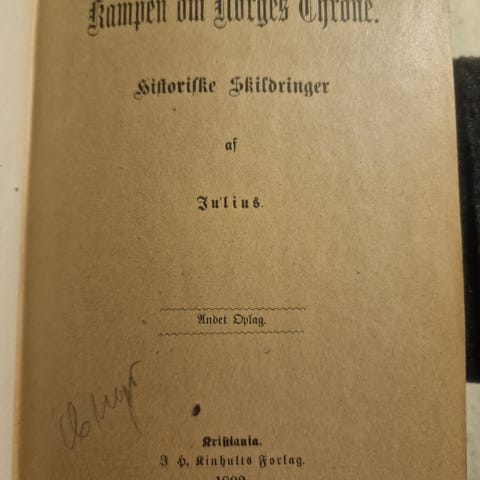 Kampen om Norges Throne.
Historiske Skildringer
af
Julius.
Andet Oplag.
Kristiania.
J H. Kinhults Forlag.